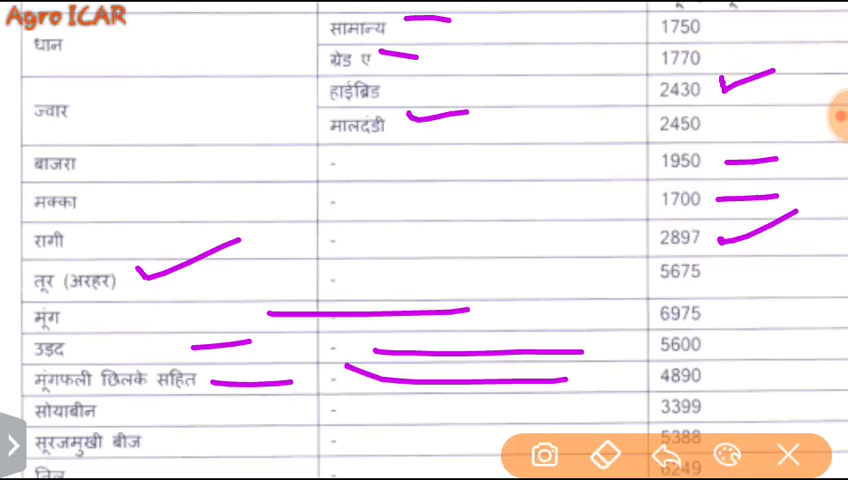 Agro ICAR
धान सामान्य 1750
ग्रेड ए 1770
ज्वार हाईब्रिड 2430
मालदंडी 2450
बाजरा - 1950
मक्का - 1700
रागी - 2897
तूर (अरहर) - 5675
मूंग - 6975
उड़द - 5600
मूंगफली छिलके सहित - 4890
सोयाबीन - 3399
सूरजमुखी बीज - 5388
तिल 6249